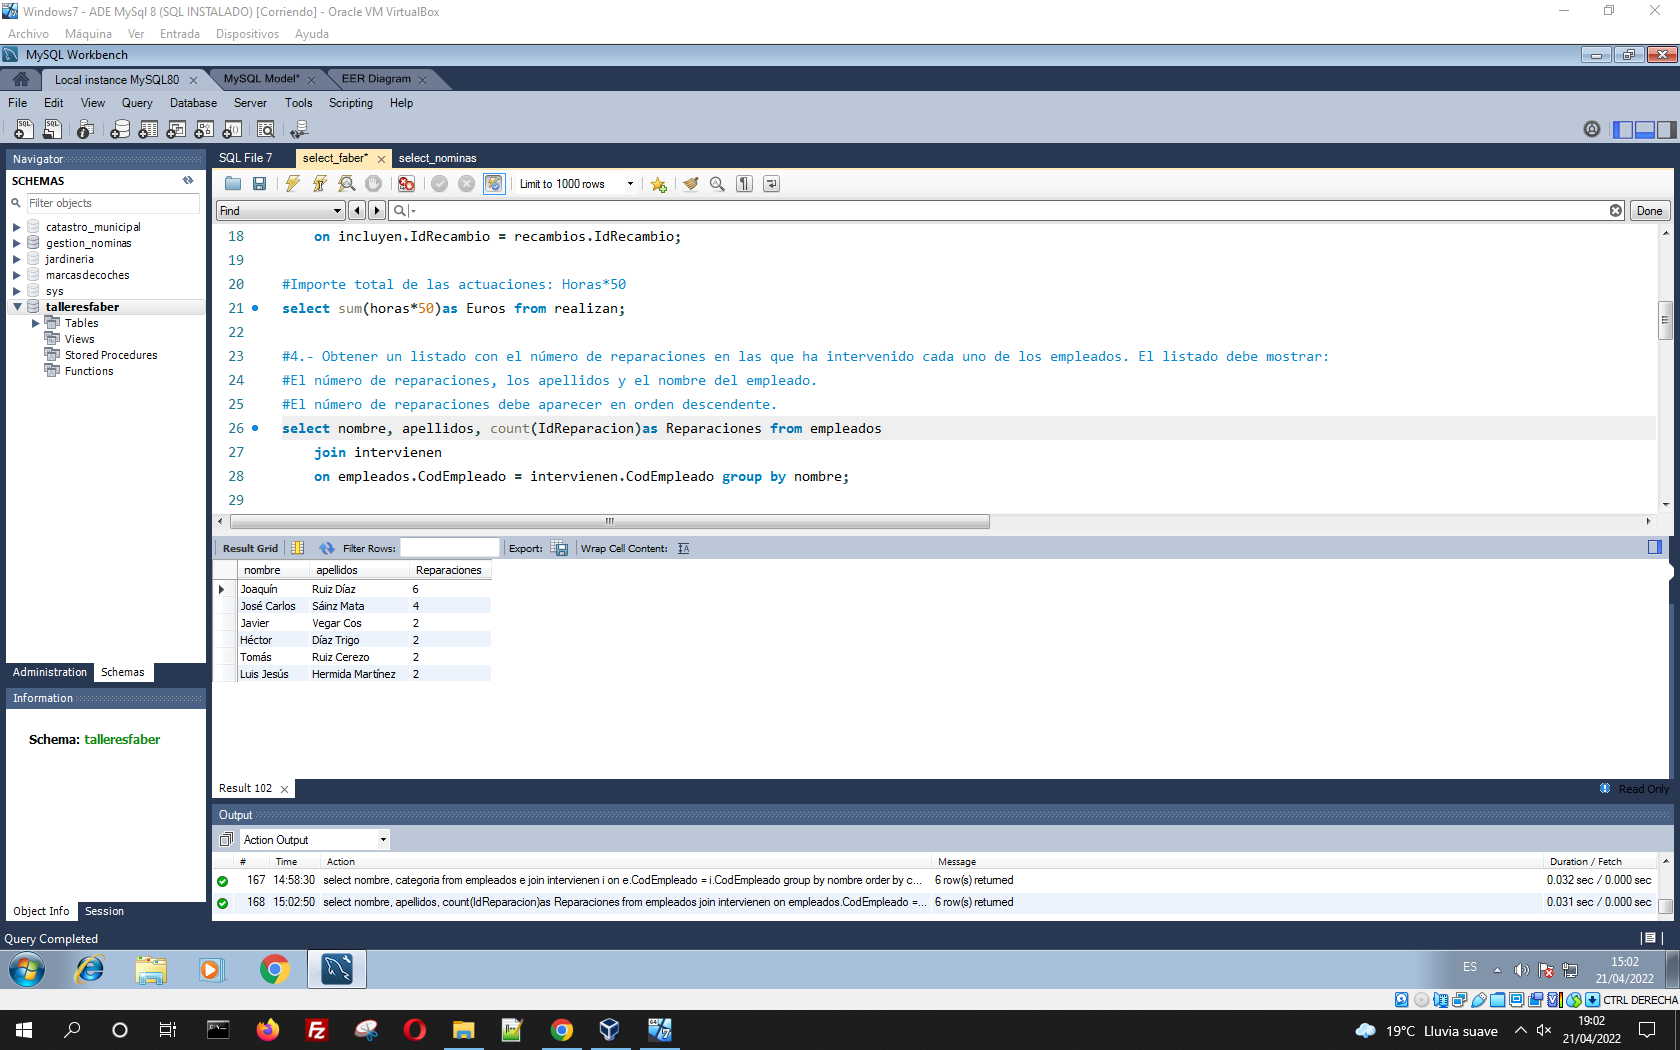 Windows7 - ADE MySql 8 (SQL INSTALADO) [Corriendo] - Oracle VM VirtualBox
Archivo Máquina Ver Entrada Dispositivos Ayuda
MySQL Workbench
Local instance MySQL80 MySQL Model* EER Diagram
File Edit View Query Database Server Tools Scripting Help
Navigator
SQL File 7 select_faber* select_nominas
SCHEMAS
Limit to 1000 rows
Filter objects
Find Done
catastro_municipal
gestion_nominas
jardineria
marcasdecoches
sys
talleresfaber
Tables
Views
Stored Procedures
Functions
18 on incluyen.IdRecambio = recambios.IdRecambio;
19
20 #Importe total de las actuaciones: Horas*50
21 select sum(horas*50)as Euros from realizan;
22
23 #4.- Obtener un listado con el número de reparaciones en las que ha intervenido cada uno de los empleados. El listado debe mostrar:
24 #El número de reparaciones, los apellidos y el nombre del empleado.
25 #El número de reparaciones debe aparecer en orden descendente.
26 select nombre, apellidos, count(IdReparacion)as Reparaciones from empleados
27 join intervienen
28 on empleados.CodEmpleado = intervienen.CodEmpleado group by nombre;
29
Result Grid Filter Rows: Export: Wrap Cell Content:
nombre apellidos Reparaciones
Joaquín Ruiz Díaz 6
José Carlos Sáinz Mata 4
Javier Vegar Cos 2
Héctor Díaz Trigo 2
Tomás Ruiz Cerezo 2
Luis Jesús Hermida Martínez 2
Administration Schemas
Information
Schema: talleresfaber
Result 102 Read Only
Output
Action Output
# Time Action Message Duration / Fetch
167 14:58:30 select nombre, categoria from empleados e join intervienen i on e.CodEmpleado = i.CodEmpleado group by nombre order by c... 6 row(s) returned 0.032 sec / 0.000 sec
168 15:02:50 select nombre, apellidos, count(IdReparacion)as Reparaciones from empleados join intervienen on empleados.CodEmpleado =... 6 row(s) returned 0.031 sec / 0.000 sec
Object Info Session
Query Completed
ES 15:02
21/04/2022
CTRL DERECHA
19°C Lluvia suave 19:02
21/04/2022